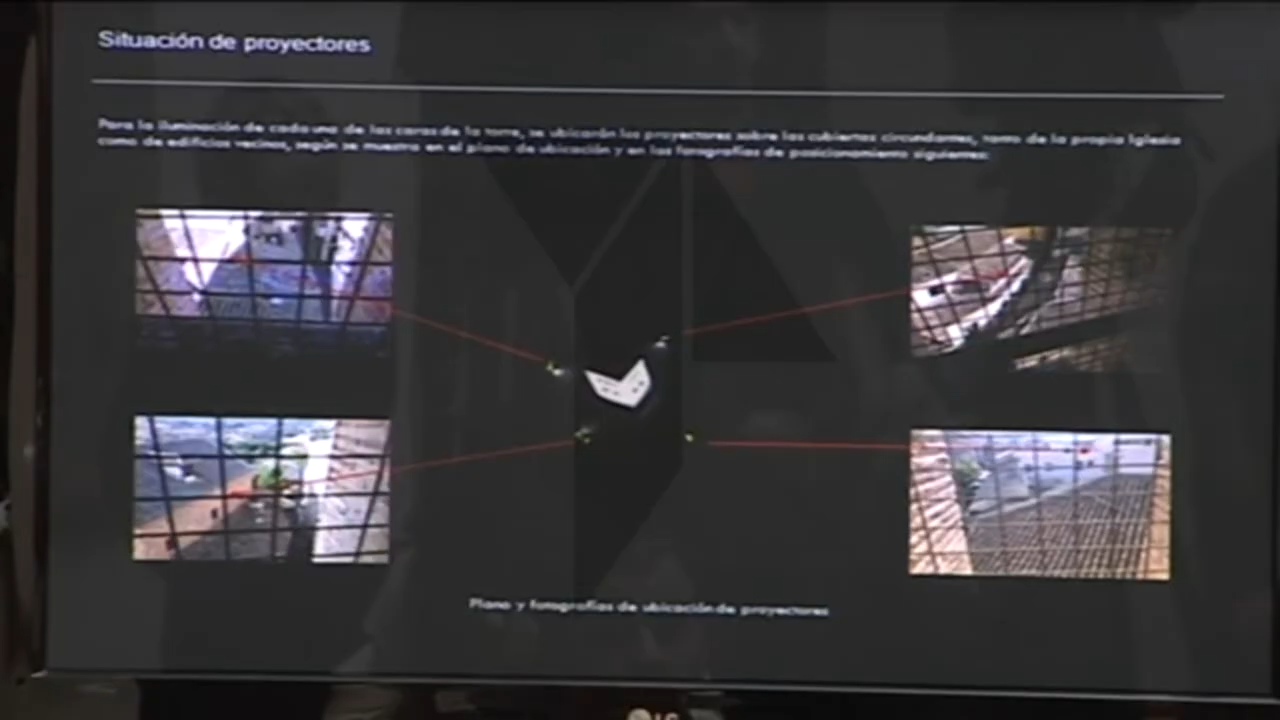 Situación de proyectores
Para la iluminación de cada una de las caras de la torre, se ubicarán los proyectores sobre las cubiertas circundantes, tanto de la propia Iglesia
como de edificios vecinos, según se muestra en el plano de ubicación y en las fotografías de posicionamiento siguientes:
Plano y fotografías de ubicación de proyectores
LG